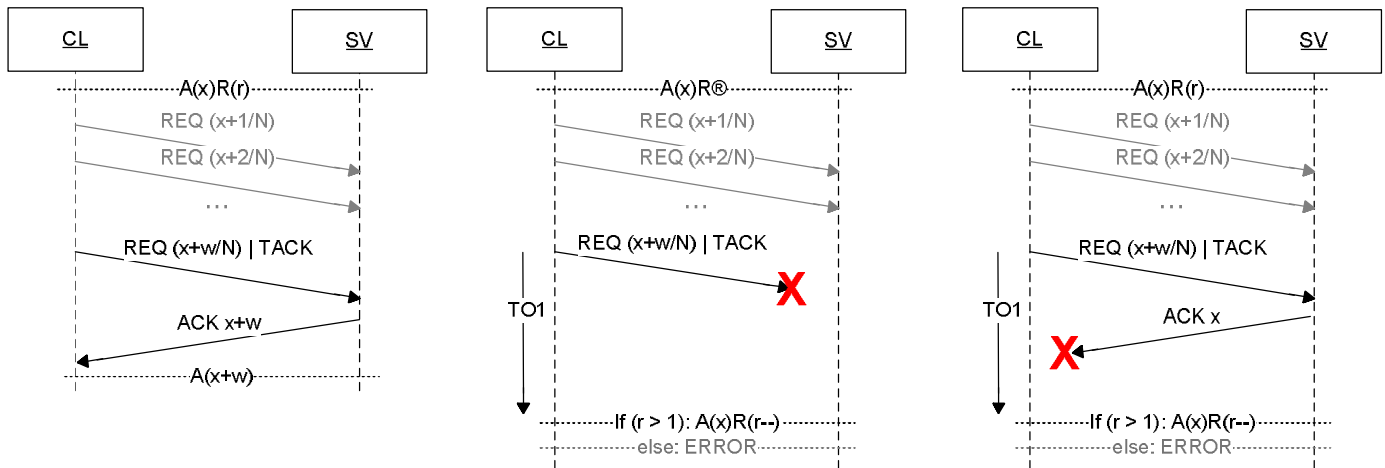 CL
SV
A(x)R(r)
REQ (x+1/N)
REQ (x+2/N)
...
REQ (x+w/N) | TACK
ACK x+w
A(x+w)
CL
SV
A(x)R®
REQ (x+1/N)
REQ (x+2/N)
...
REQ (x+w/N) | TACK
X
TO1
If (r > 1): A(x)R(r--)
else: ERROR
CL
SV
A(x)R(r)
REQ (x+1/N)
REQ (x+2/N)
...
REQ (x+w/N) | TACK
TO1
ACK x
X
If (r > 1): A(x)R(r--)
else: ERROR